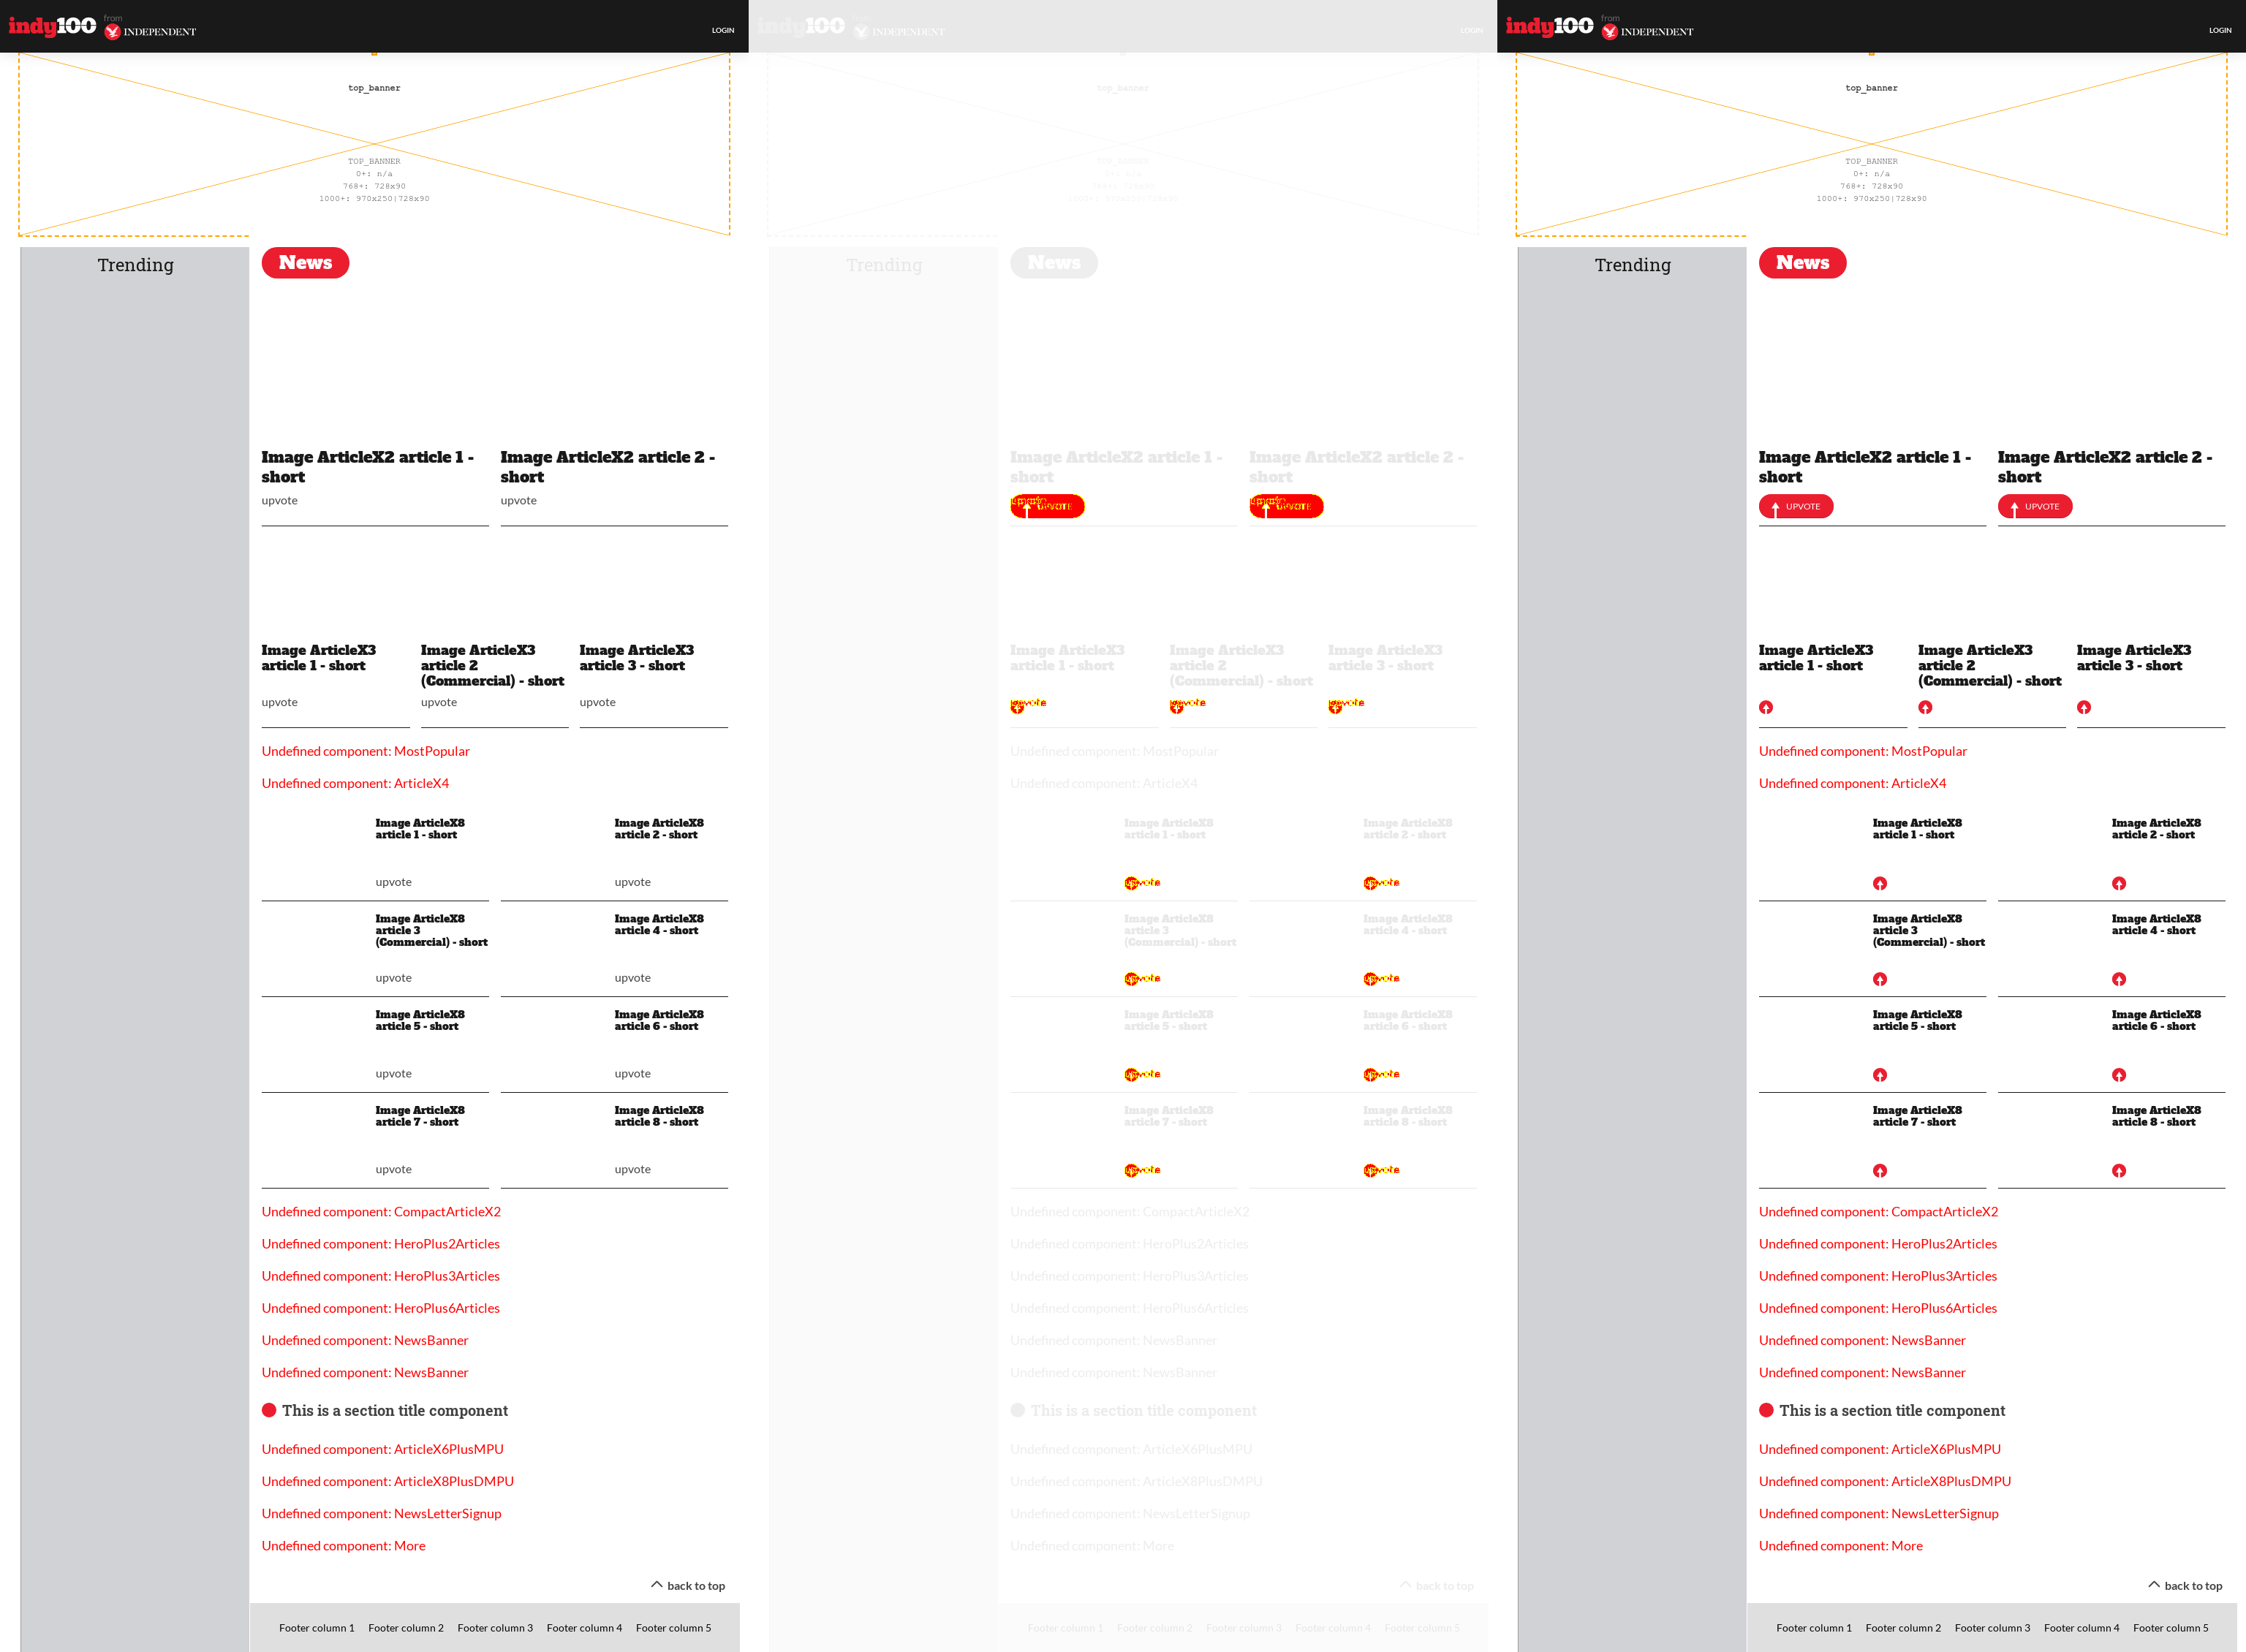 indy100
from
INDEPENDENT
LOGIN
top_banner
TOP_BANNER
0+: n/a
768+: 728x90
1000+: 970x250|728x90
Trending
News
Image ArticleX2 article 1 -
short
upvote
Image ArticleX2 article 2 -
short
upvote
Image ArticleX3
article 1 - short
upvote
Image ArticleX3
article 2
(Commercial) - short
upvote
Image ArticleX3
article 3 - short
upvote
Undefined component: MostPopular
Undefined component: ArticleX4
Image ArticleX8
article 1 - short
upvote
Image ArticleX8
article 2 - short
upvote
Image ArticleX8
article 3
(Commercial) - short
upvote
Image ArticleX8
article 4 - short
upvote
Image ArticleX8
article 5 - short
upvote
Image ArticleX8
article 6 - short
upvote
Image ArticleX8
article 7 - short
upvote
Image ArticleX8
article 8 - short
upvote
Undefined component: CompactArticleX2
Undefined component: HeroPlus2Articles
Undefined component: HeroPlus3Articles
Undefined component: HeroPlus6Articles
Undefined component: NewsBanner
Undefined component: NewsBanner
This is a section title component
Undefined component: ArticleX6PlusMPU
Undefined component: ArticleX8PlusDMPU
Undefined component: NewsLetterSignup
Undefined component: More
back to top
Footer column 1 Footer column 2 Footer column 3 Footer column 4 Footer column 5
indy100
INDEPENDENT
LOGIN
top_banner
TOP_BANNER
Trending
News
Image ArticleX2 article 1 -
short
Image ArticleX2 article 2 -
short
Image ArticleX3
article 1 - short
Image ArticleX3
article 2
(Commercial) - short
Image ArticleX3
article 3 - short
Undefined component: MostPopular
Undefined component: ArticleX4
Image ArticleX8
article 1 - short
Image ArticleX8
article 2 - short
Image ArticleX8
article 3
(Commercial) - short
Image ArticleX8
article 4 - short
Image ArticleX8
article 5 - short
Image ArticleX8
article 6 - short
Image ArticleX8
article 7 - short
Image ArticleX8
article 8 - short
Undefined component: CompactArticleX2
Undefined component: HeroPlus2Articles
Undefined component: HeroPlus3Articles
Undefined component: HeroPlus6Articles
Undefined component: NewsBanner
Undefined component: NewsBanner
This is a section title component
Undefined component: ArticleX6PlusMPU
Undefined component: ArticleX8PlusDMPU
Undefined component: NewsLetterSignup
Undefined component: More
back to top
Footer column 1 Footer column 2 Footer column 3 Footer column 4 Footer column 5
indy100
from
INDEPENDENT
LOGIN
top_banner
TOP_BANNER
0+: n/a
768+: 728x90
1000+: 970x250|728x90
Trending
News
Image ArticleX2 article 1 -
short
UPVOTE
Image ArticleX2 article 2 -
short
UPVOTE
Image ArticleX3
article 1 - short
Image ArticleX3
article 2
(Commercial) - short
Image ArticleX3
article 3 - short
Undefined component: MostPopular
Undefined component: ArticleX4
Image ArticleX8
article 1 - short
Image ArticleX8
article 2 - short
Image ArticleX8
article 3
(Commercial) - short
Image ArticleX8
article 4 - short
Image ArticleX8
article 5 - short
Image ArticleX8
article 6 - short
Image ArticleX8
article 7 - short
Image ArticleX8
article 8 - short
Undefined component: CompactArticleX2
Undefined component: HeroPlus2Articles
Undefined component: HeroPlus3Articles
Undefined component: HeroPlus6Articles
Undefined component: NewsBanner
Undefined component: NewsBanner
This is a section title component
Undefined component: ArticleX6PlusMPU
Undefined component: ArticleX8PlusDMPU
Undefined component: NewsLetterSignup
Undefined component: More
back to top
Footer column 1 Footer column 2 Footer column 3 Footer column 4 Footer column 5